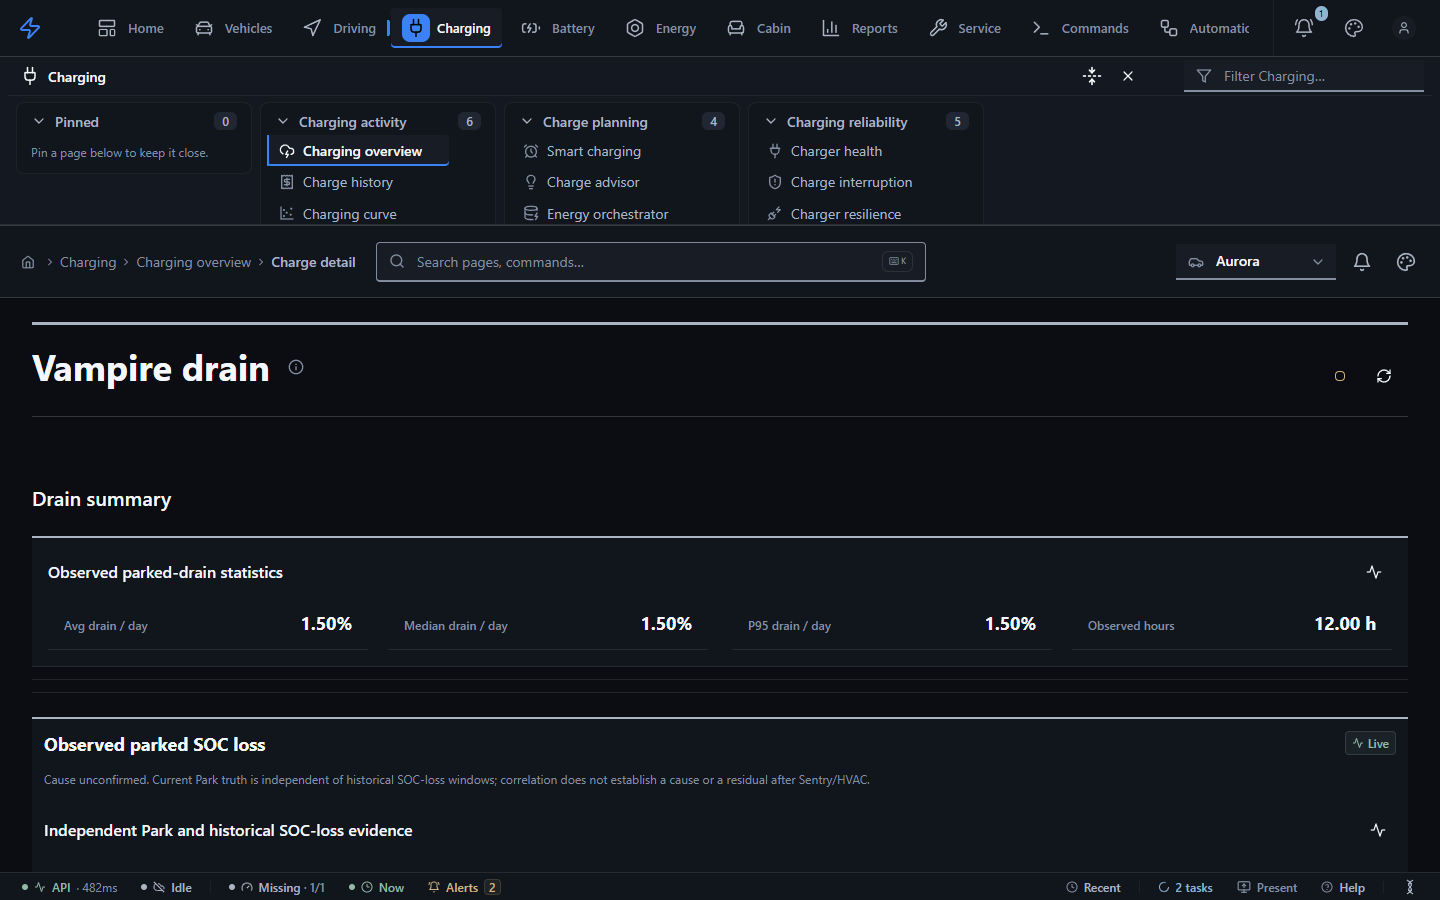 Home Vehicles Driving Charging Battery Energy Cabin Reports Service Commands Automatic 1
Charging Filter Charging...
Pinned 0
Pin a page below to keep it close.
Charging activity 6
Charging overview
Charge history
Charging curve
Charge planning 4
Smart charging
Charge advisor
Energy orchestrator
Charging reliability 5
Charger health
Charge interruption
Charger resilience
Charging Charging overview Charge detail Search pages, commands... K Aurora
Vampire drain
Drain summary
Observed parked-drain statistics
Avg drain / day 1.50% Median drain / day 1.50% P95 drain / day 1.50% Observed hours 12.00 h
Observed parked SOC loss Live
Cause unconfirmed. Current Park truth is independent of historical SOC-loss windows; correlation does not establish a cause or a residual after Sentry/HVAC.
Independent Park and historical SOC-loss evidence
API · 482ms Idle Missing · 1/1 Now Alerts 2 Recent 2 tasks Present Help